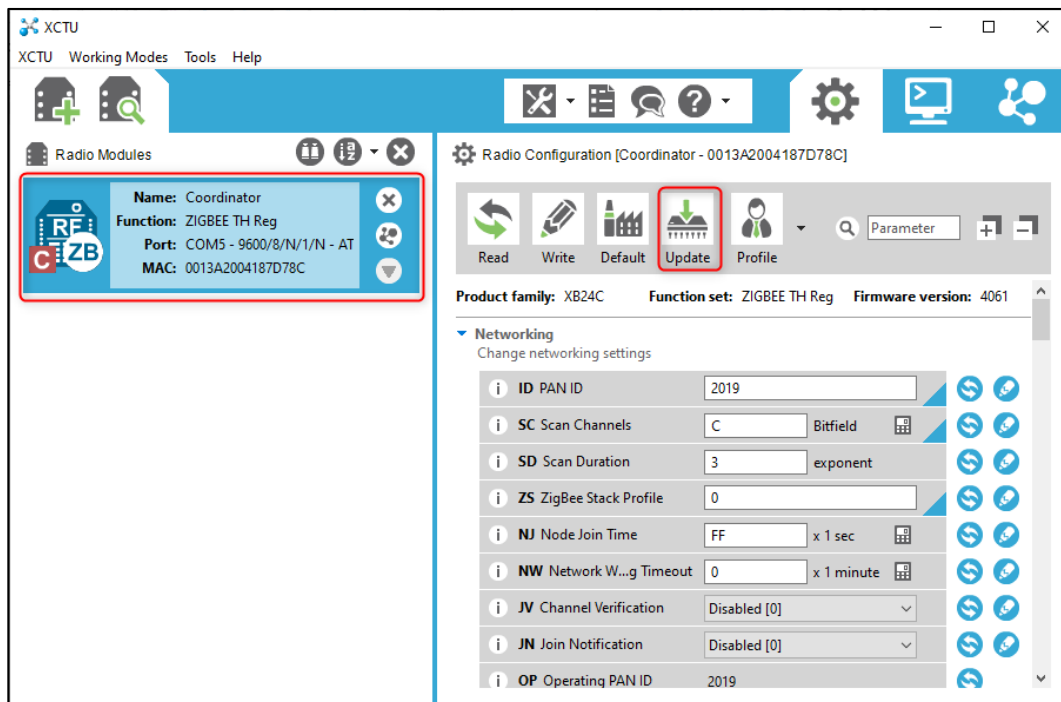 XCTU
XCTU Working Modes Tools Help
Radio Modules
Name: Coordinator
Function: ZIGBEE TH Reg
Port: COM5 - 9600/8/N/1/N - AT
MAC: 0013A2004187D78C
RF
C ZB
Radio Configuration [Coordinator - 0013A2004187D78C]
Read Write Default Update Profile Parameter
Product family: XB24C Function set: ZIGBEE TH Reg Firmware version: 4061
Networking
Change networking settings
i ID PAN ID 2019
i SC Scan Channels C Bitfield
i SD Scan Duration 3 exponent
i ZS ZigBee Stack Profile 0
i NJ Node Join Time FF x 1 sec
i NW Network W...g Timeout 0 x 1 minute
i JV Channel Verification Disabled [0]
i JN Join Notification Disabled [0]
i OP Operating PAN ID 2019